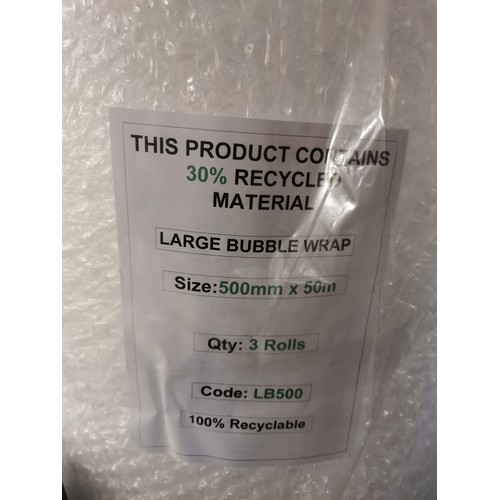 THIS PRODUCT CONTAINS
30% RECYCLED
MATERIAL
LARGE BUBBLE WRAP
Size:500mm x 50m
Qty: 3 Rolls
Code: LB500
100% Recyclable